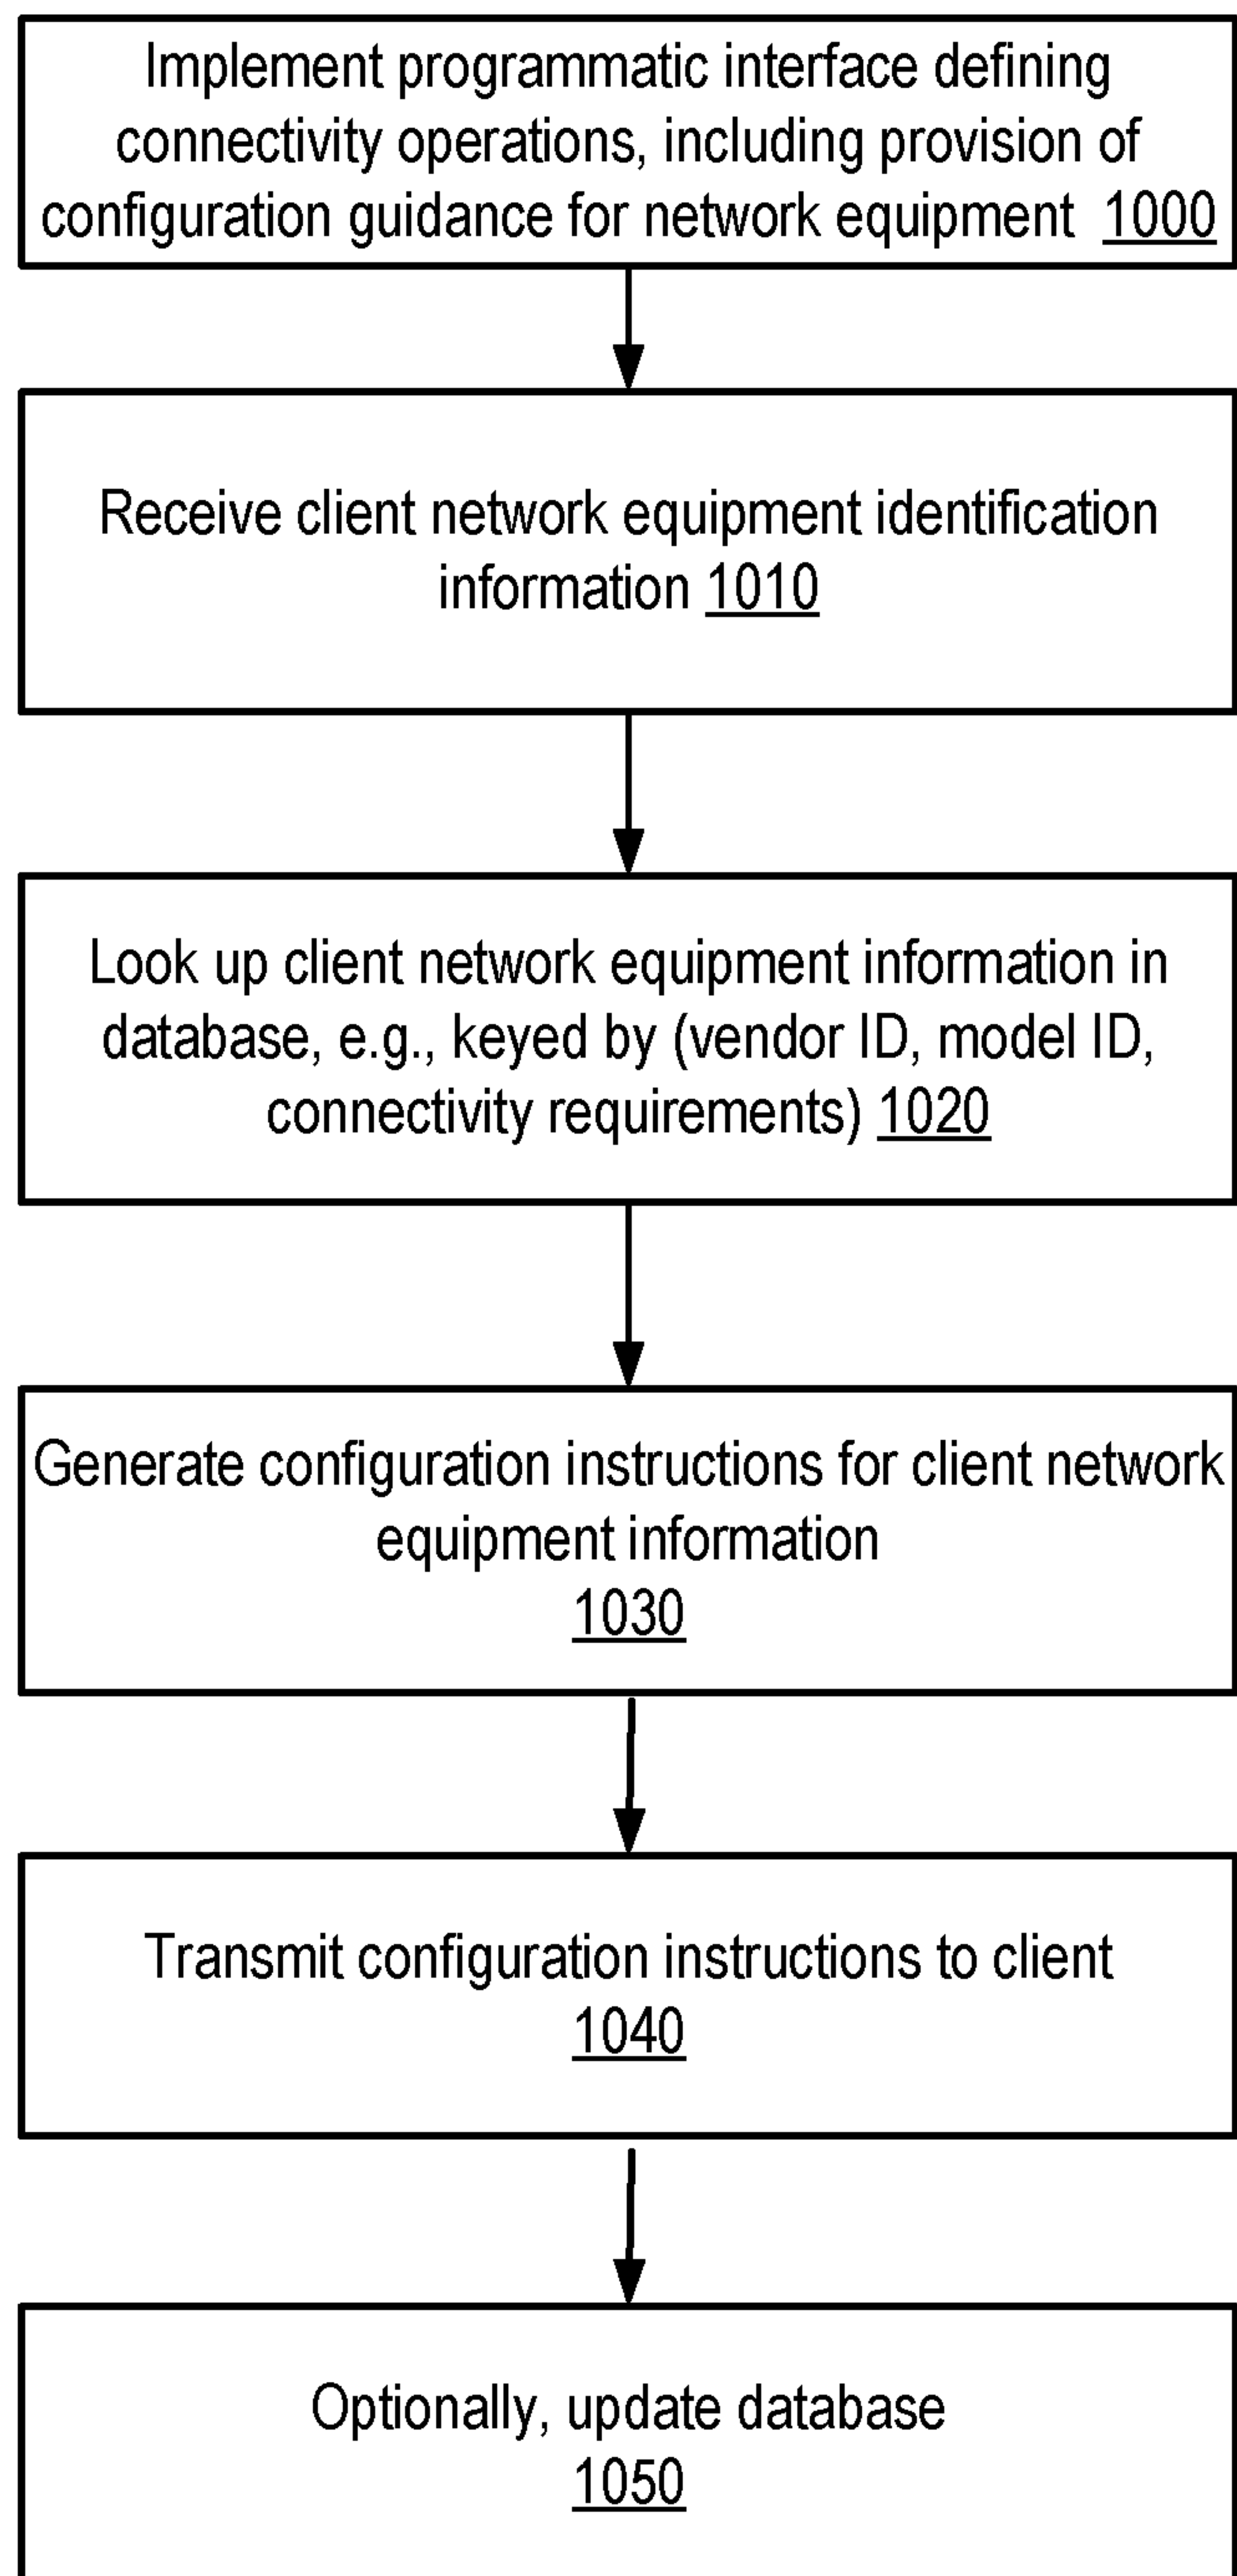 Implement programmatic interface defining
connectivity operations, including provision of
configuration guidance for network equipment 1000
Receive client network equipment identification
information 1010
Look up client network equipment information in
database, e.g., keyed by (vendor ID, model ID,
connectivity requirements) 1020
Generate configuration instructions for client network
equipment information
1030
Transmit configuration instructions to client
1040
Optionally, update database
1050